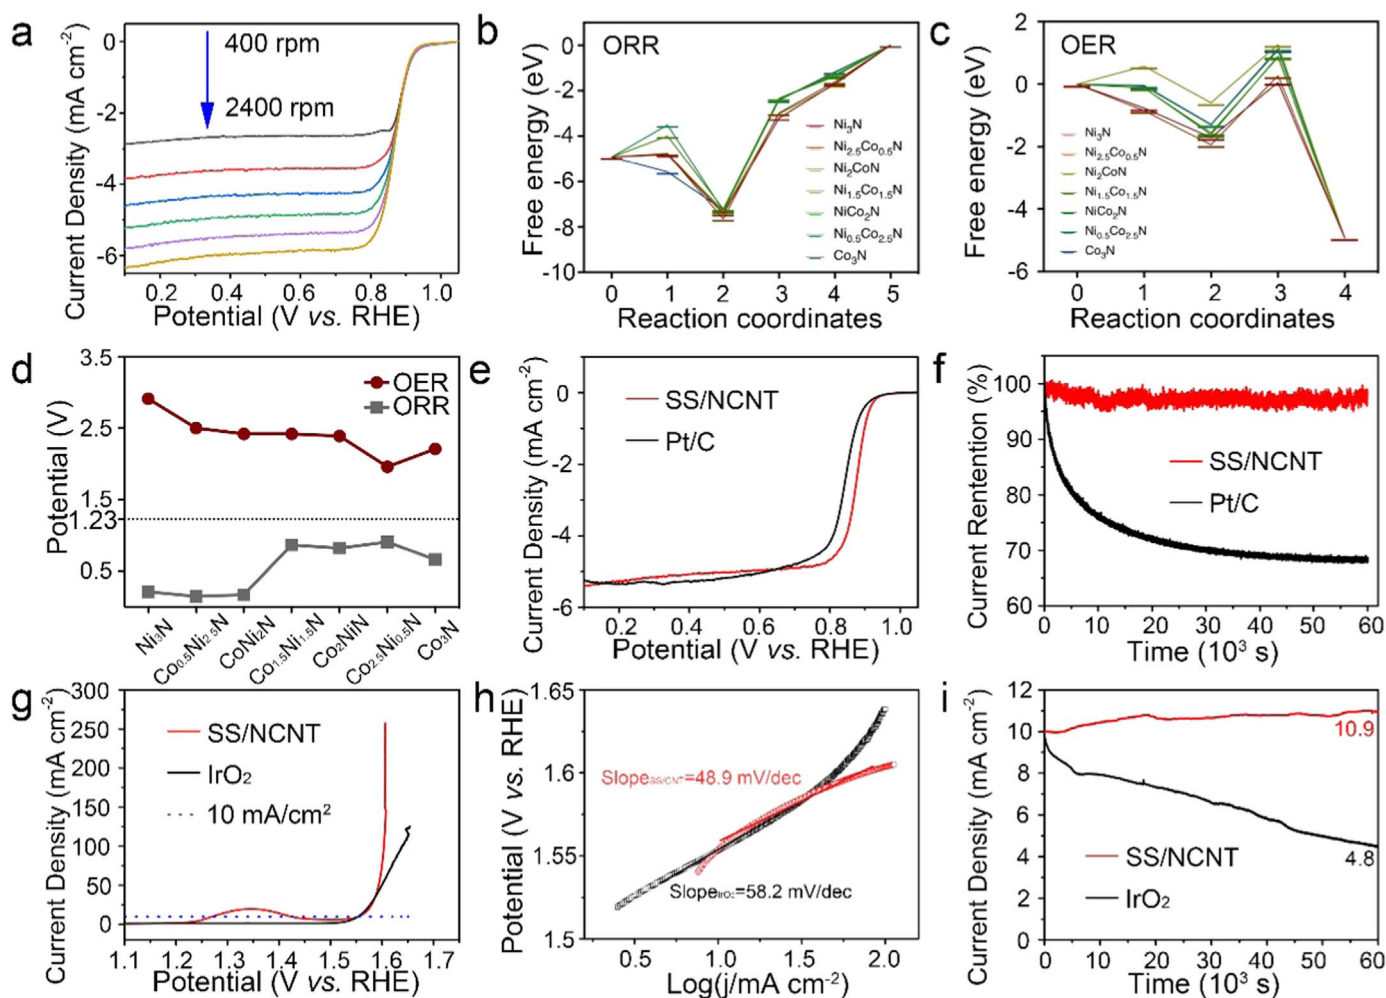 a
400 rpm
2400 rpm
0
-2
-4
-6
0.2 0.4 0.6 0.8 1.0
Current Density (mA cm⁻²)
Potential (V vs. RHE)
b
ORR
0
-2
-4
-6
-8
-10
0 1 2 3 4 5
Free energy (eV)
Reaction coordinates
Ni₃N
Ni₂.₅Co₀.₅N
Ni₂CoN
Ni₁.₅Co₁.₅N
NiCo₂N
Ni₀.₅Co₂.₅N
Co₃N
c
OER
2
0
-2
-4
-6
0 1 2 3 4
Free energy (eV)
Reaction coordinates
Ni₃N
Ni₂.₅Co₀.₅N
Ni₂CoN
Ni₁.₅Co₁.₅N
NiCo₂N
Ni₀.₅Co₂.₅N
Co₃N
d
OER
ORR
3.5
2.5
1.5
1.23
0.5
Potential (V)
Ni₃N
Co₀.₅Ni₂.₅N
CoNi₂N
Co₁.₅Ni₁.₅N
Co₂NiN
Co₂.₅Ni₀.₅N
Co₃N
e
SS/NCNT
Pt/C
0
-2
-4
-6
0.2 0.4 0.6 0.8 1.0
Current Density (mA cm⁻²)
Potential (V vs. RHE)
f
SS/NCNT
Pt/C
100
90
80
70
60
0 10 20 30 40 50 60
Current Rentention (%)
Time (10³ s)
g
SS/NCNT
IrO₂
10 mA/cm²
300
250
200
150
100
50
0
1.1 1.2 1.3 1.4 1.5 1.6 1.7
Current Density (mA cm⁻²)
Potential (V vs. RHE)
h
Slope_SS/CNT=48.9 mV/dec
Slope_IrO₂=58.2 mV/dec
1.65
1.6
1.55
1.5
0.5 1.0 1.5 2.0
Potential (V vs. RHE)
Log(j/mA cm⁻²)
i
10.9
4.8
SS/NCNT
IrO₂
12
10
8
6
4
2
0
0 10 20 30 40 50 60
Current Density (mA cm⁻²)
Time (10³ s)